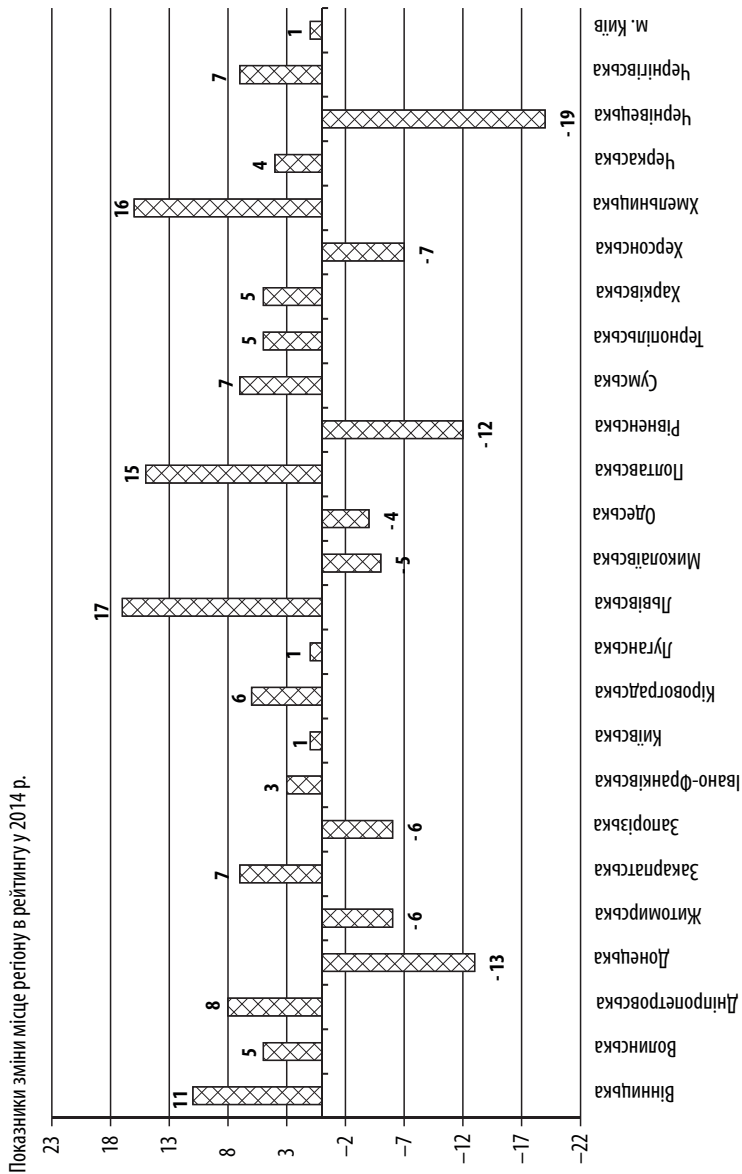 Показники зміни місце регіону в рейтингу у 2014 р.
23
18
13
8
3
–2
–7
–12
–17
–22
11
5
8
- 13
- 6
7
- 6
3
1
6
1
17
- 5
- 4
15
- 12
7
5
5
- 7
16
4
- 19
7
1
Вінницька
Волинська
Дніпропетровська
Донецька
Житомирська
Закарпатська
Запорізька
Івано-Франківська
Київська
Кіровоградська
Луганська
Львівська
Миколаївська
Одеська
Полтавська
Рівненська
Сумська
Тернопільська
Харківська
Херсонська
Хмельницька
Черкаська
Чернівецька
Чернігівська
м. Київ